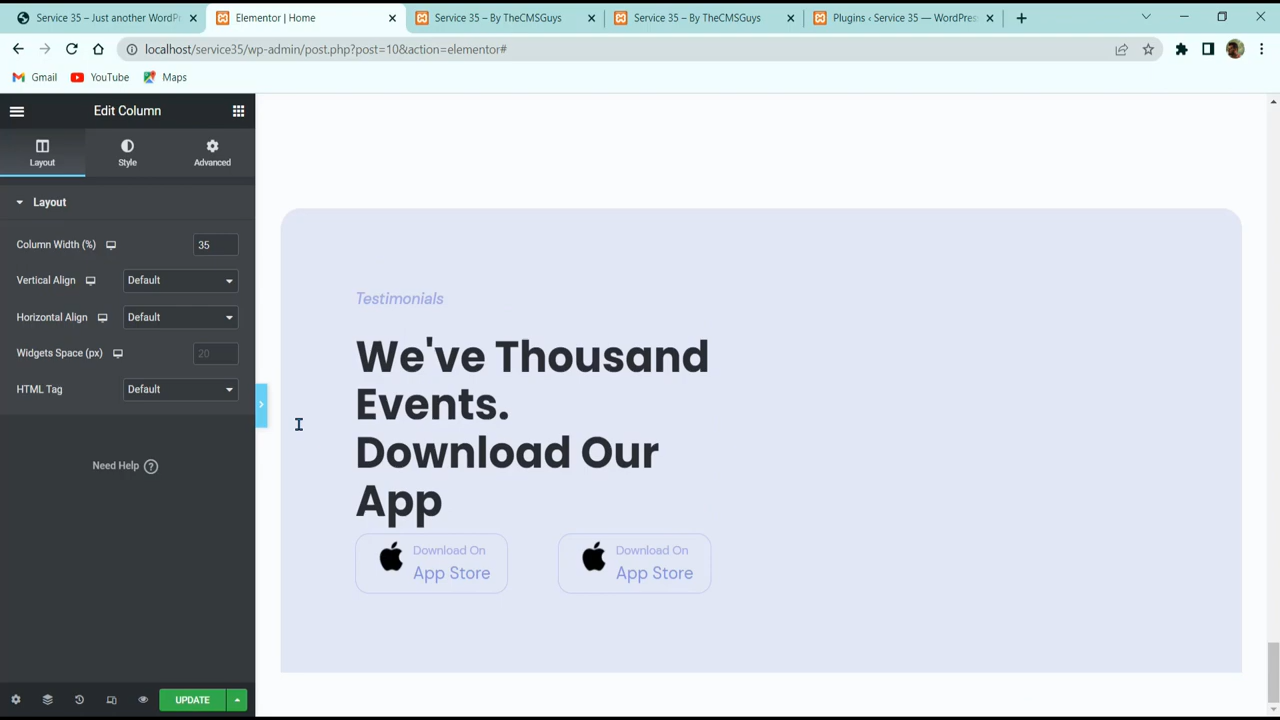 Service 35 – Just another WordPr
Elementor | Home
Service 35 – By TheCMSGuys
Service 35 – By TheCMSGuys
Plugins ‹ Service 35 — WordPres
localhost/service35/wp-admin/post.php?post=10&action=elementor#
Gmail
YouTube
Maps
Edit Column
Layout
Style
Advanced
Layout
Column Width (%)
35
Vertical Align
Default
Horizontal Align
Default
Widgets Space (px)
20
HTML Tag
Default
Need Help ?
UPDATE
Testimonials
We've Thousand
Events.
Download Our
App
Download On
App Store
Download On
App Store